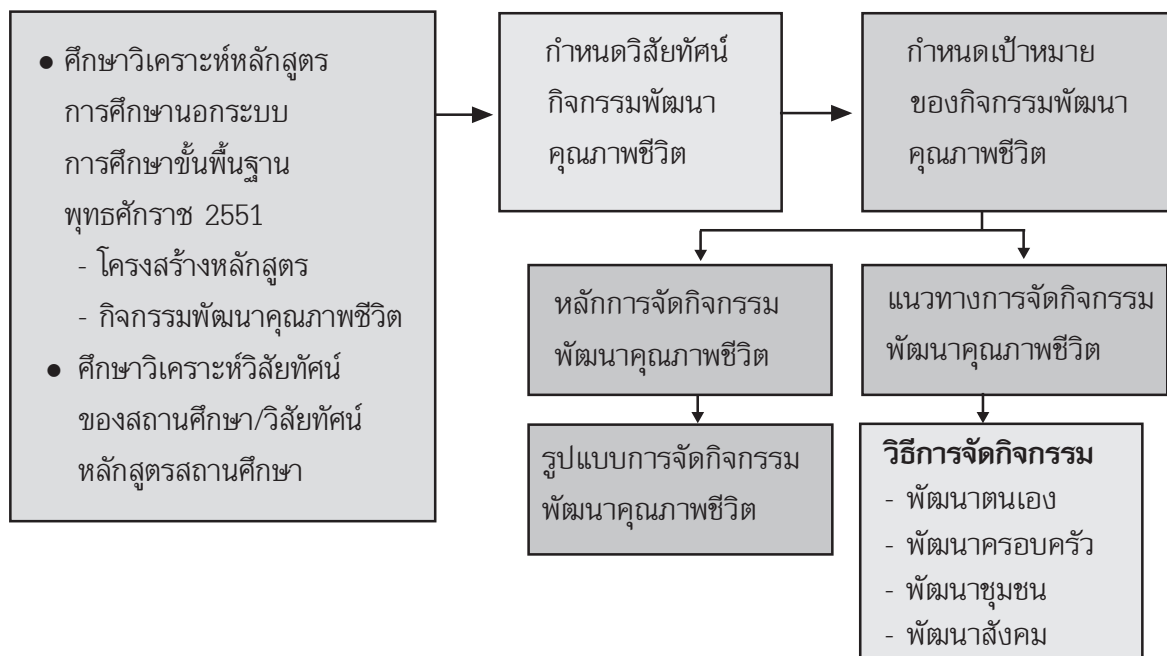 ● ศึกษาวิเคราะห์หลักสูตร
การศึกษานอกระบบ
การศึกษาขั้นพื้นฐาน
พุทธศักราช 2551
- โครงสร้างหลักสูตร
- กิจกรรมพัฒนาคุณภาพชีวิต
● ศึกษาวิเคราะห์วิสัยทัศน์
ของสถานศึกษา/วิสัยทัศน์
หลักสูตรสถานศึกษา
กำหนดวิสัยทัศน์
กิจกรรมพัฒนา
คุณภาพชีวิต
กำหนดเป้าหมาย
ของกิจกรรมพัฒนา
คุณภาพชีวิต
หลักการจัดกิจกรรม
พัฒนาคุณภาพชีวิต
แนวทางการจัดกิจกรรม
พัฒนาคุณภาพชีวิต
รูปแบบการจัดกิจกรรม
พัฒนาคุณภาพชีวิต
วิธีการจัดกิจกรรม
- พัฒนาตนเอง
- พัฒนาครอบครัว
- พัฒนาชุมชน
- พัฒนาสังคม